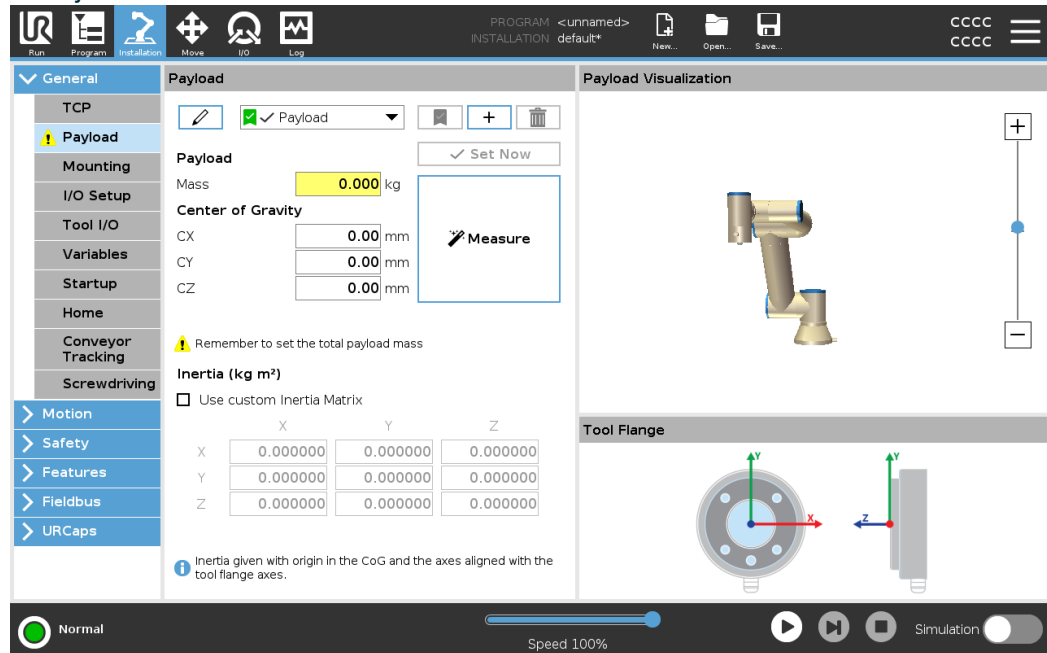 PROGRAM <unnamed>
INSTALLATION default*
Run Program Installation Move I/O Log
New... Open... Save...
CCCC
CCCC
General
TCP
Payload
Mounting
I/O Setup
Tool I/O
Variables
Startup
Home
Conveyor
Tracking
Screwdriving
Motion
Safety
Features
Fieldbus
URCaps
Payload
Payload
+
Set Now
Payload
Mass 0.000 kg
Center of Gravity
CX 0.00 mm
CY 0.00 mm
CZ 0.00 mm
Measure
Remember to set the total payload mass
Inertia (kg m²)
Use custom Inertia Matrix
X Y Z
X 0.000000 0.000000 0.000000
Y 0.000000 0.000000 0.000000
Z 0.000000 0.000000 0.000000
Inertia given with origin in the CoG and the axes aligned with the
tool flange axes.
Payload Visualization
Tool Flange
Y Y
X Z
Normal
Speed 100%
Simulation